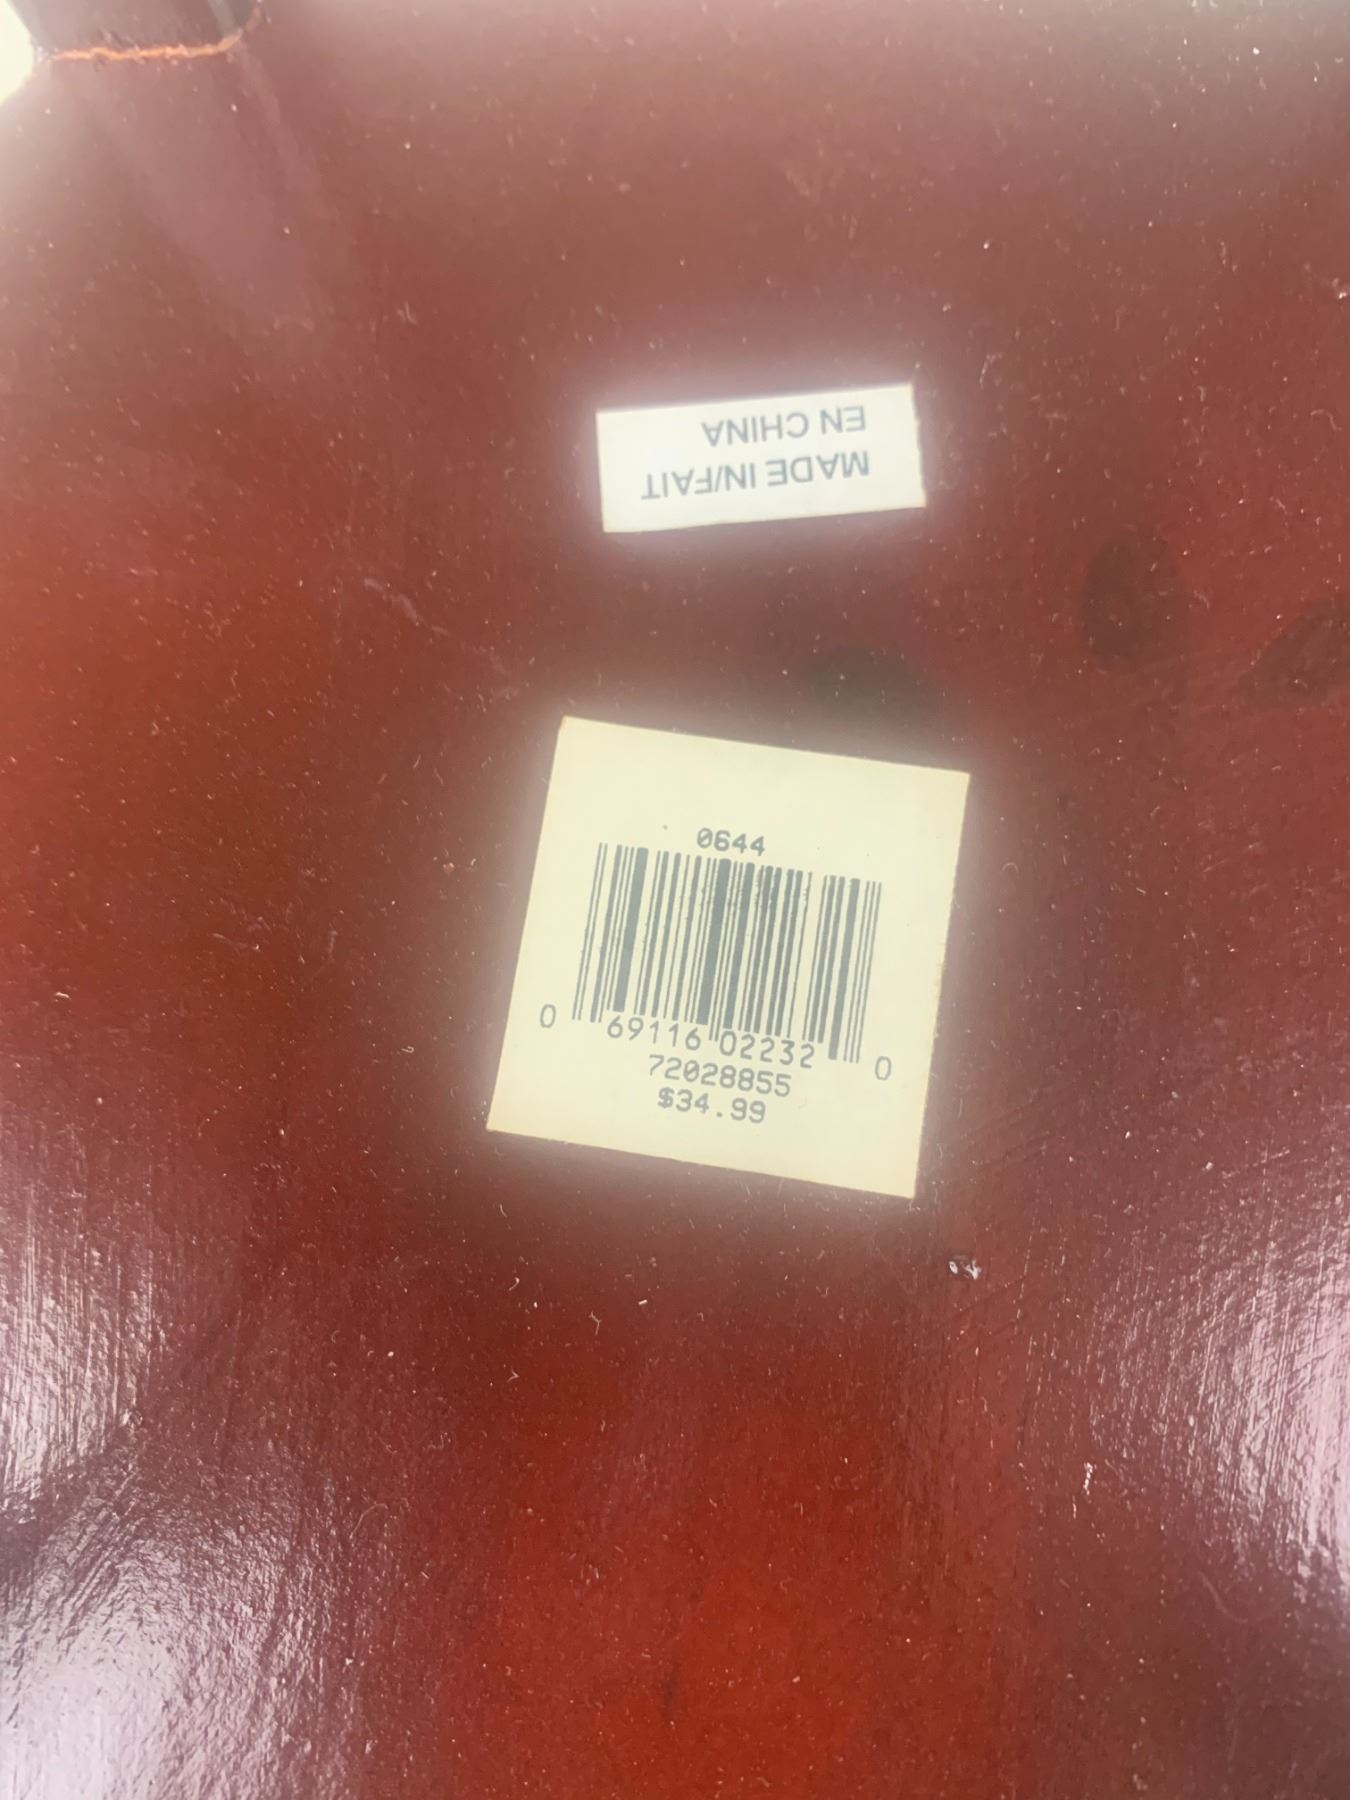 MADE IN/FAIT
EN CHINA
0644
0 69116 02232 0
72028855
$34.99